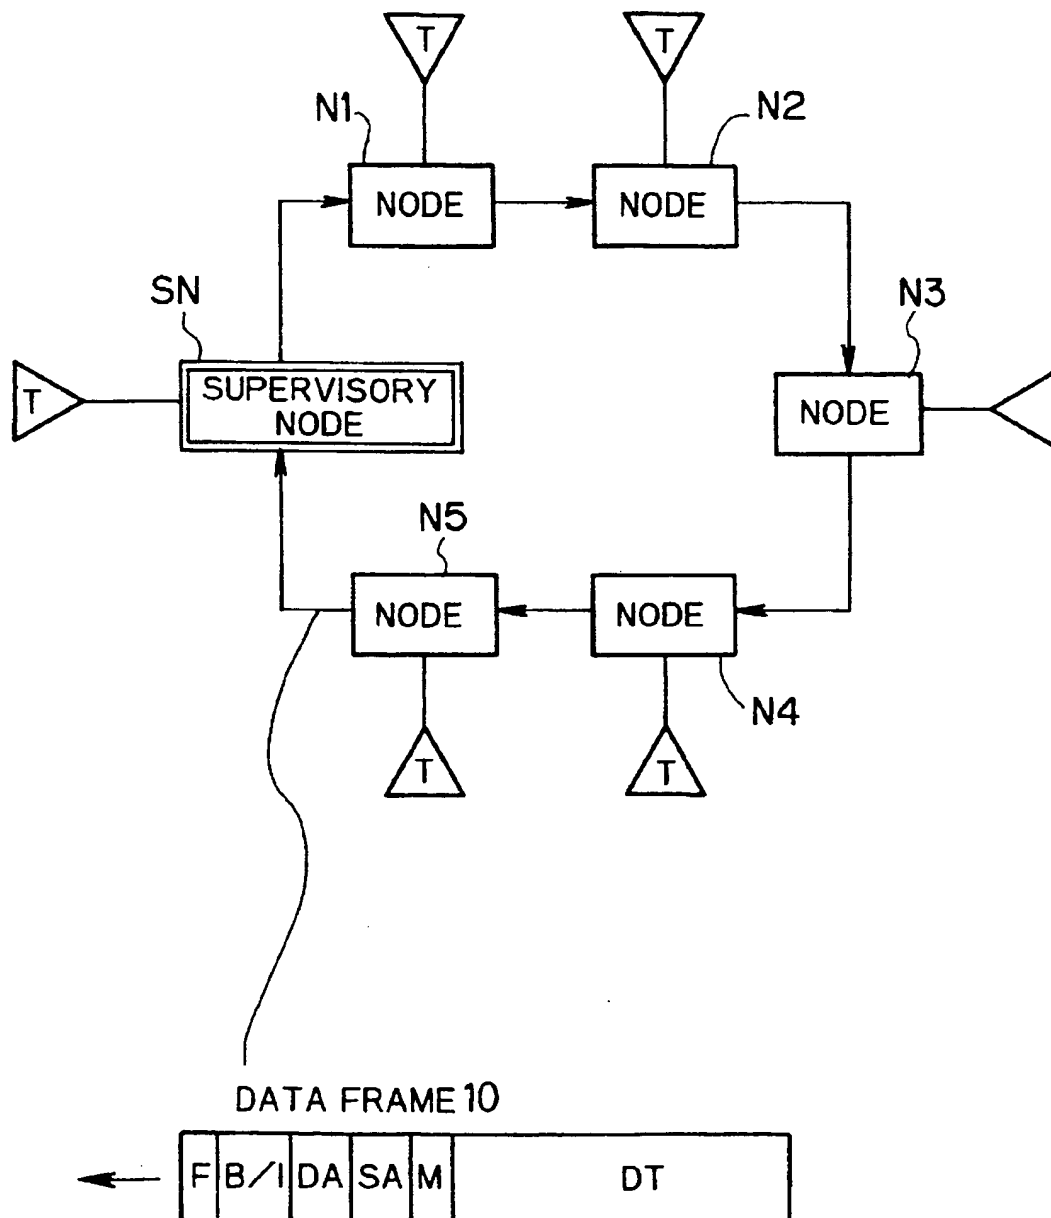 T
T
N1
N2
NODE
NODE
SN
N3
T
SUPERVISORY
NODE
NODE
N5
NODE
NODE
N4
T
T
DATA FRAME 10
F B/I DA SA M DT